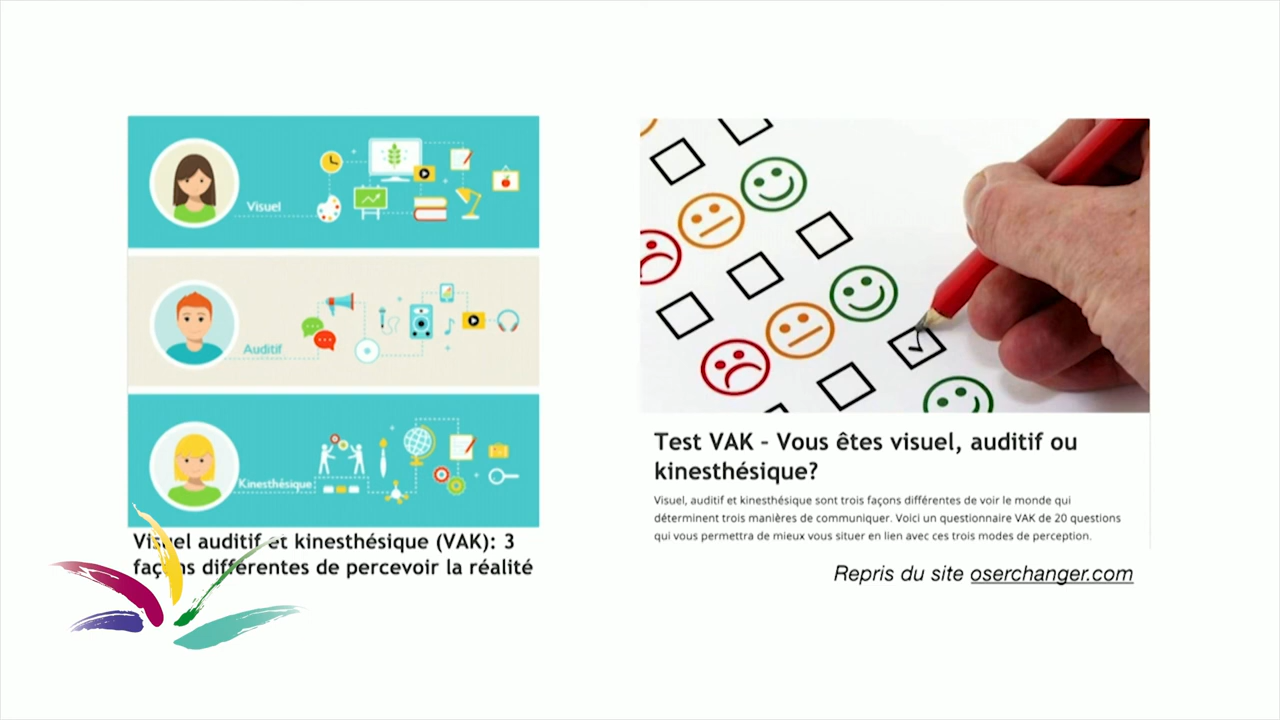 Visuel
Auditif
Kinesthésique
Visuel auditif et kinesthésique (VAK): 3
façons différentes de percevoir la réalité
Test VAK – Vous êtes visuel, auditif ou
kinesthésique?
Visuel, auditif et kinesthésique sont trois façons différentes de voir le monde qui
déterminent trois manières de communiquer. Voici un questionnaire VAK de 20 questions
qui vous permettra de mieux vous situer en lien avec ces trois modes de perception.
Repris du site oserchanger.com